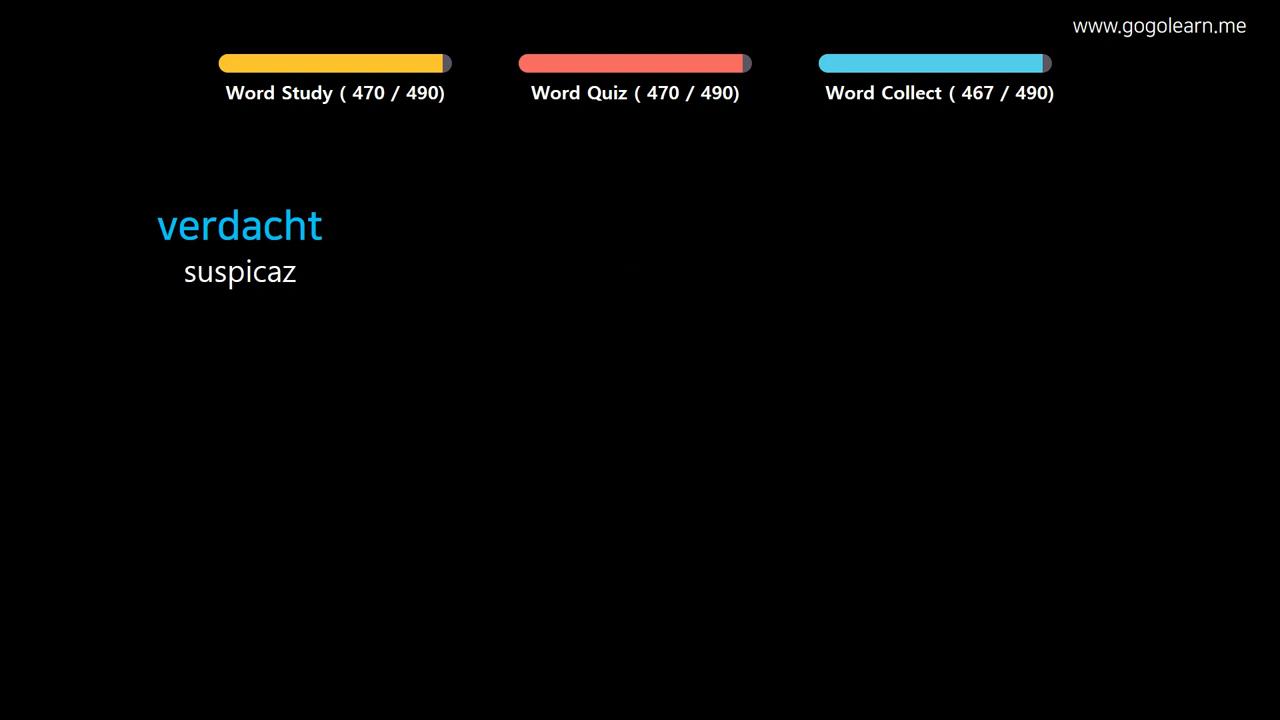 www.gogolearn.me
Word Study ( 470 / 490)
Word Quiz ( 470 / 490)
Word Collect ( 467 / 490)
verdacht
suspicaz